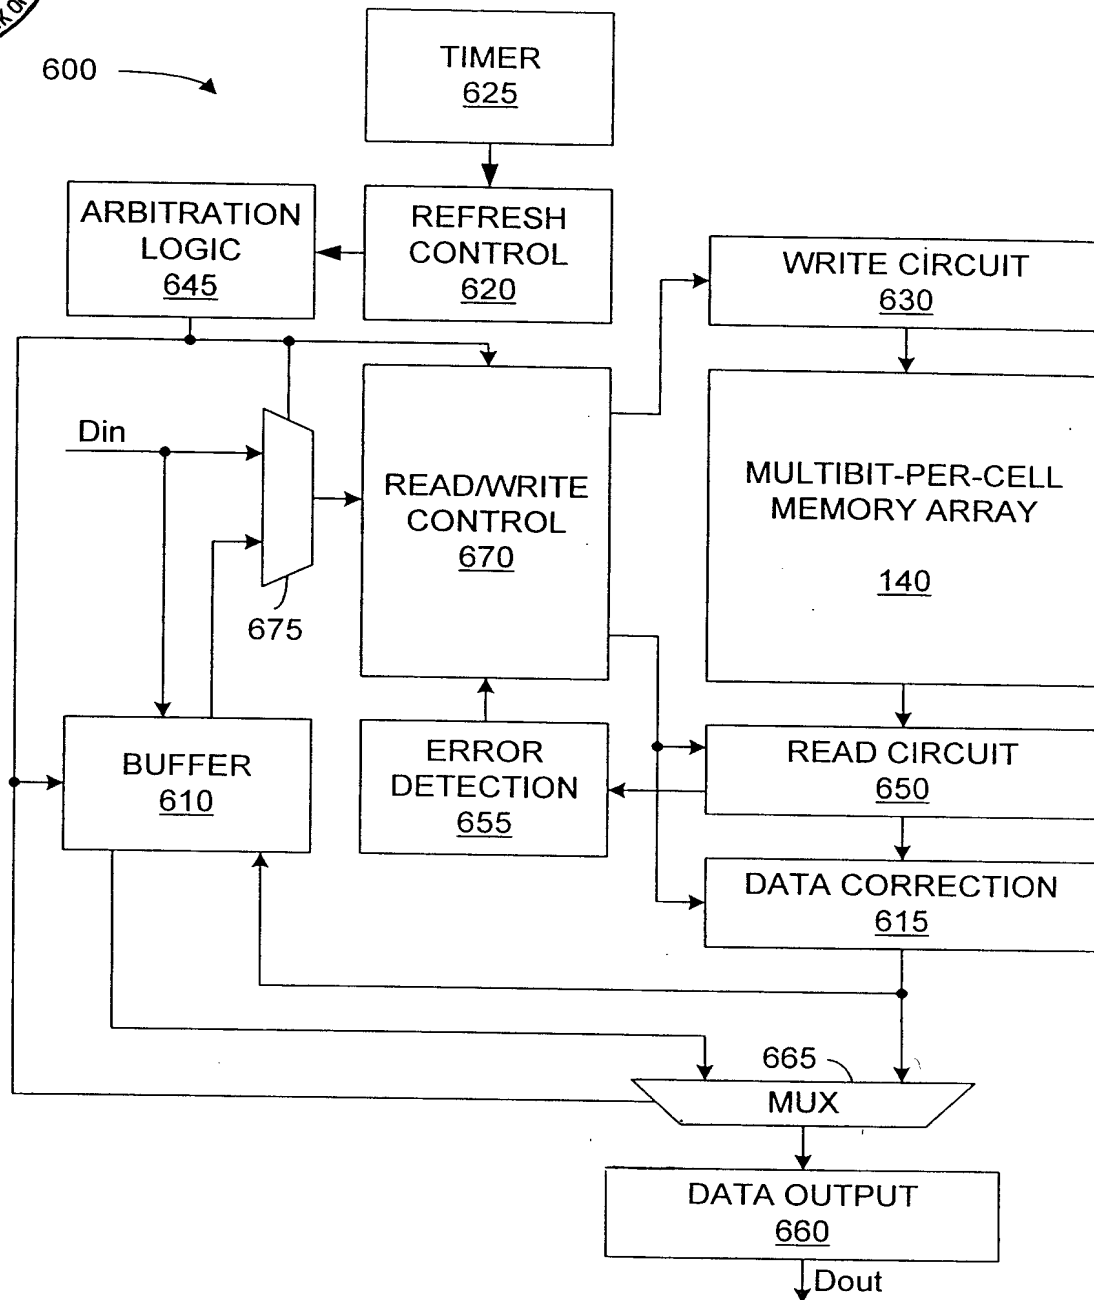 600
TIMER
625
ARBITRATION
LOGIC
645
REFRESH
CONTROL
620
WRITE CIRCUIT
630
Din
675
READ/WRITE
CONTROL
670
MULTIBIT-PER-CELL
MEMORY ARRAY
140
BUFFER
610
ERROR
DETECTION
655
READ CIRCUIT
650
DATA CORRECTION
615
665
MUX
DATA OUTPUT
660
Dout